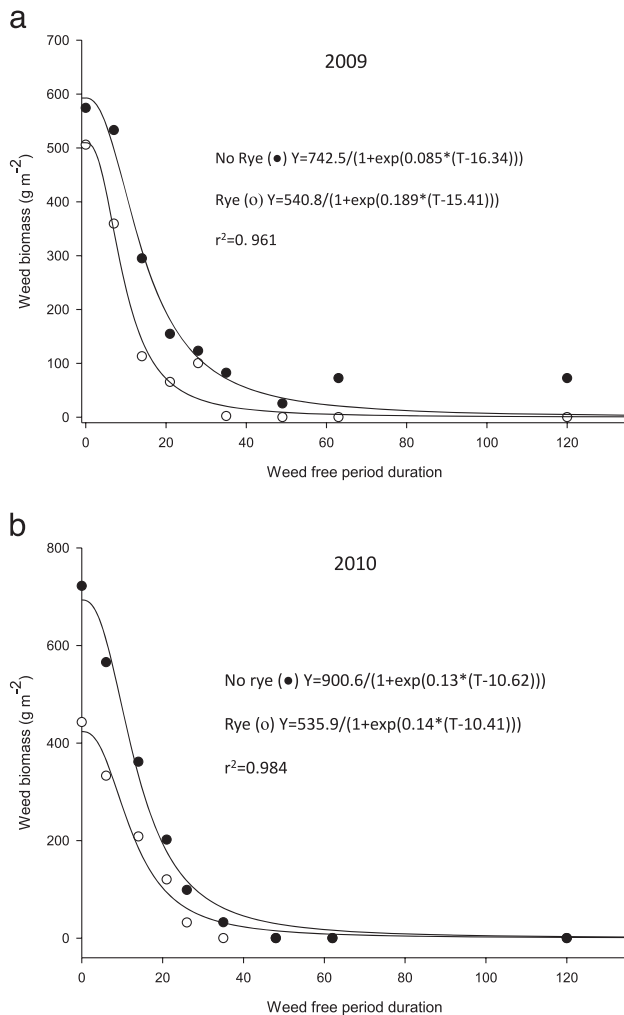 a
700
600
500
400
300
200
100
0
Weed biomass (g m-2)
2009
No Rye (●) Y=742.5/(1+exp(0.085*(T-16.34)))
Rye (o) Y=540.8/(1+exp(0.189*(T-15.41)))
r2=0. 961
0 20 40 60 80 100 120
Weed free period duration
b
800
600
400
200
0
Weed biomass (g m-2)
2010
No rye (●) Y=900.6/(1+exp(0.13*(T-10.62)))
Rye (o) Y=535.9/(1+exp(0.14*(T-10.41)))
r2=0.984
0 20 40 60 80 100 120
Weed free period duration